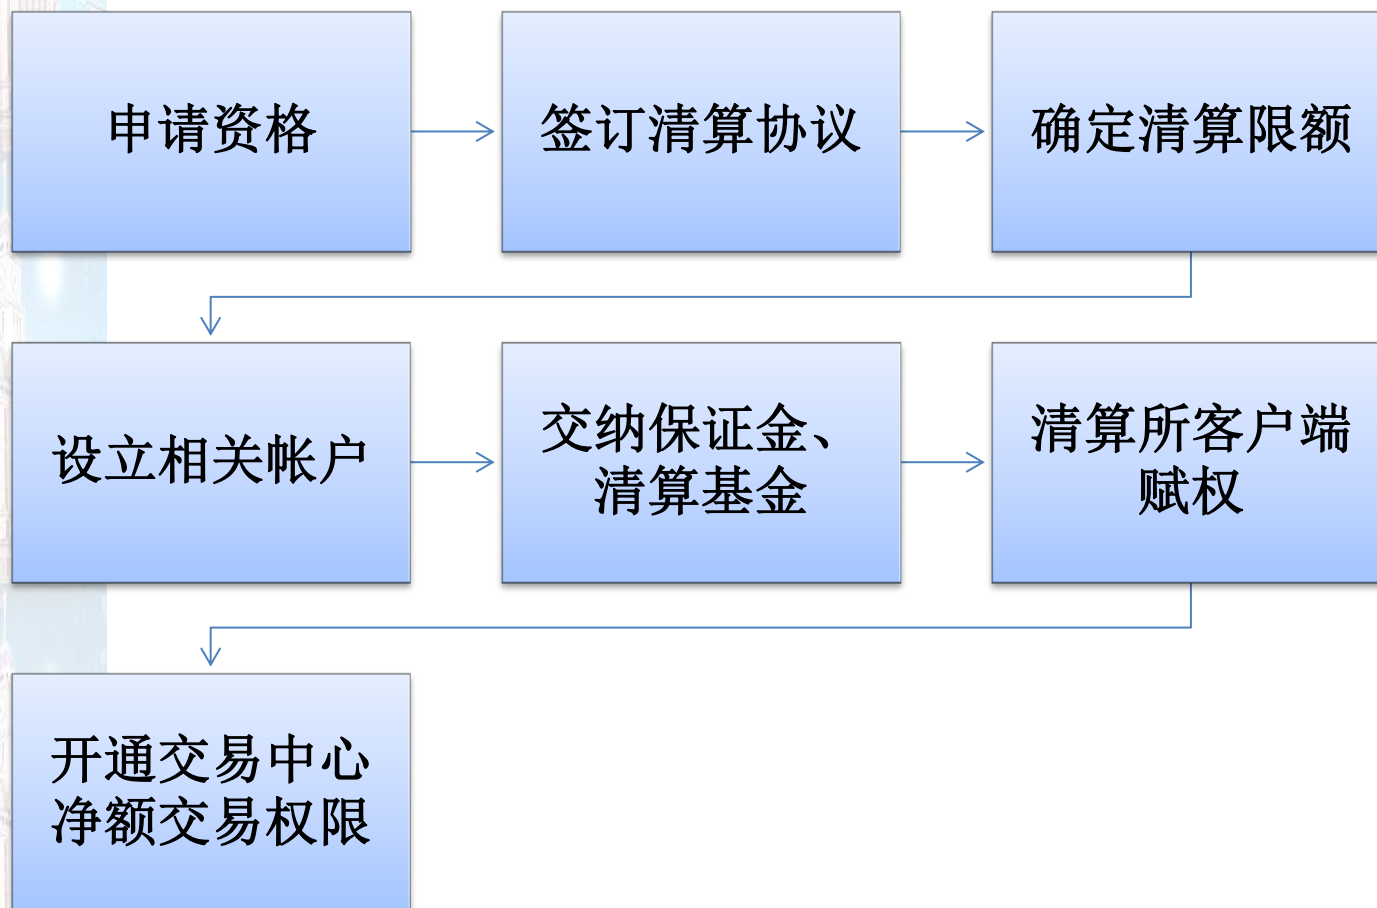 申请资格
签订清算协议
确定清算限额
设立相关帐户
交纳保证金、
清算基金
清算所客户端
赋权
开通交易中心
净额交易权限